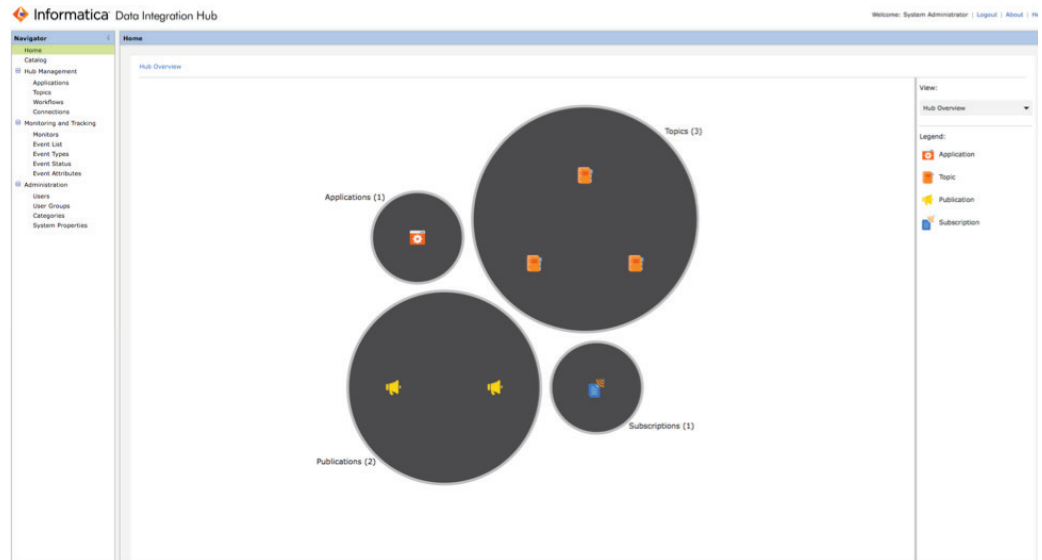 Informatica Data Integration Hub
Welcome: System Administrator | Logout | About |
Navigator
Home
Catalog
Hub Management
Applications
Topics
Workflows
Connections
Monitoring and Tracking
Monitors
Event List
Event Types
Event Status
Event Attributes
Administration
Users
User Groups
Categories
System Properties
Home
Hub Overview
Topics (3)
Applications (1)
Publications (2)
Subscriptions (1)
View:
Hub Overview
Legend:
Application
Topic
Publication
Subscription